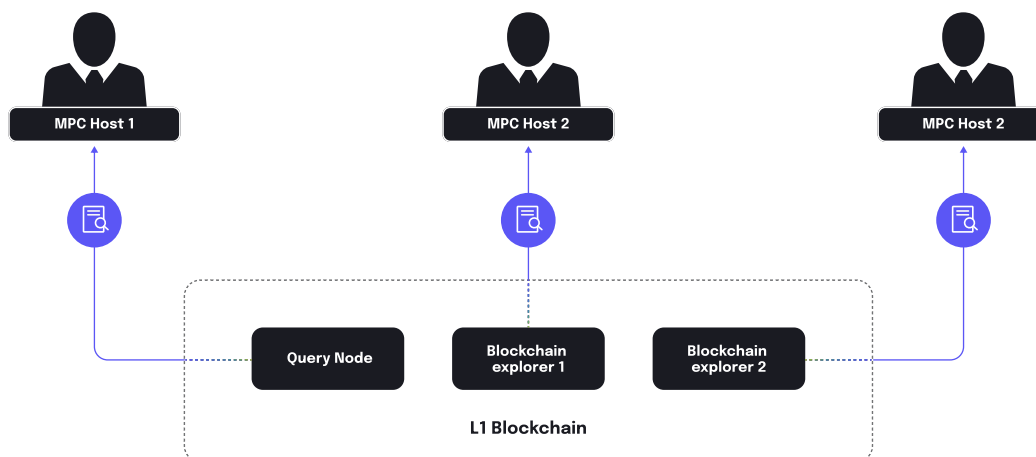 MPC Host 1
MPC Host 2
MPC Host 2
Query Node
Blockchain
explorer 1
Blockchain
explorer 2
L1 Blockchain